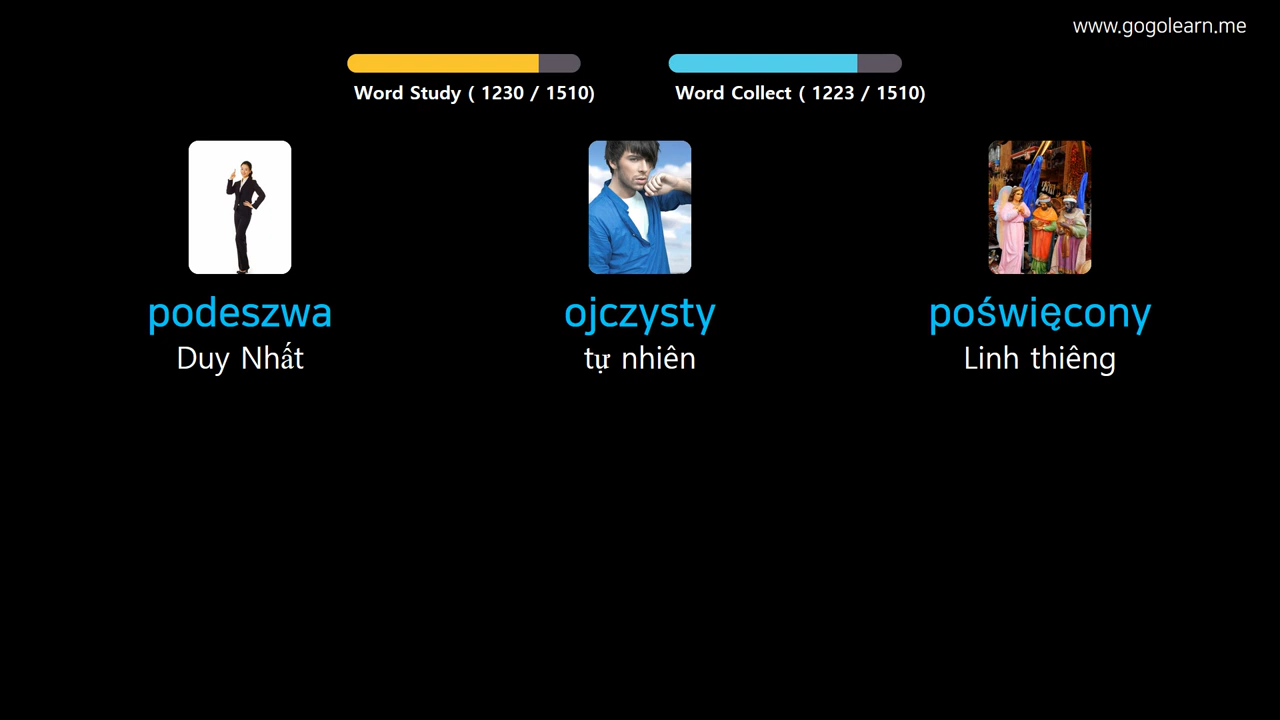 www.gogolearn.me
Word Study ( 1230 / 1510)
Word Collect ( 1223 / 1510)
podeszwa
Duy Nhất
ojczysty
tự nhiên
poświęcony
Linh thiêng